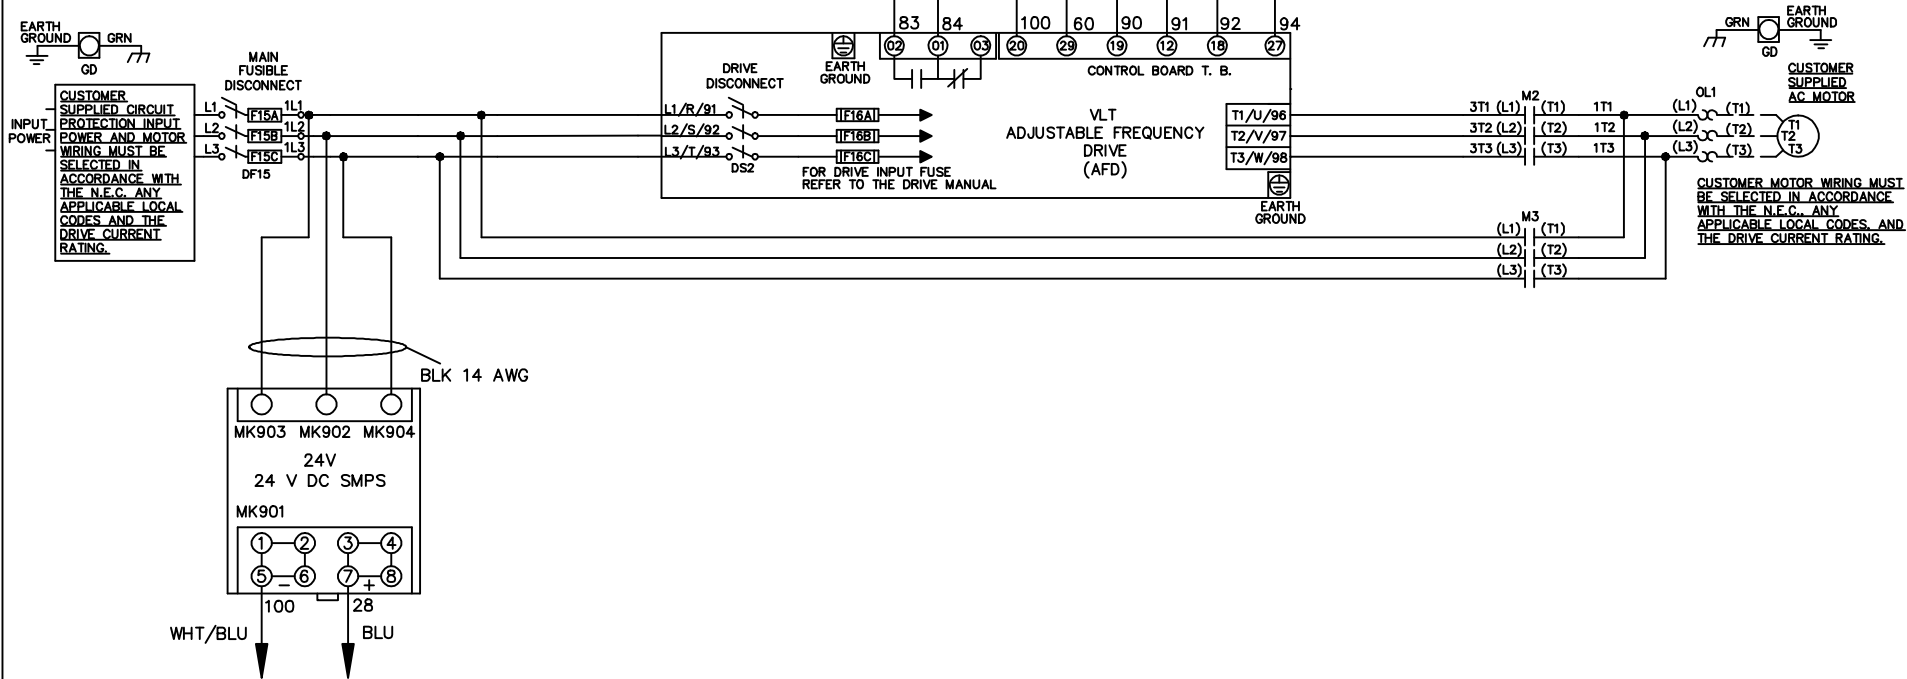 83 84 100 60 90 91 92 94
EARTH
GROUND
GRN
GD
MAIN
FUSIBLE
DISCONNECT
CUSTOMER
SUPPLIED CIRCUIT
PROTECTION INPUT
POWER AND MOTOR
WIRING MUST BE
SELECTED IN
ACCORDANCE WITH
THE N.E.C. ANY
APPLICABLE LOCAL
CODES AND THE
DRIVE CURRENT
RATING.
INPUT
POWER
L1 F15A 1L1
L2 F15B 1L2
L3 F15C 1L3
DF15
DRIVE
DISCONNECT
L1/R/91
L2/S/92
L3/T/93
DS2
EARTH
GROUND
02 01 03 20 29 19 12 18 27
CONTROL BOARD T. B.
F16A
F16B
F16C
FOR DRIVE INPUT FUSE
REFER TO THE DRIVE MANUAL
VLT
ADJUSTABLE FREQUENCY
DRIVE
(AFD)
T1/U/96
T2/V/97
T3/W/98
EARTH
GROUND
M2
3T1 (L1) (T1) 1T1
3T2 (L2) (T2) 1T2
3T3 (L3) (T3) 1T3
M3
(L1) (T1)
(L2) (T2)
(L3) (T3)
OL1
(L1) (T1)
(L2) (T2)
(L3) (T3)
T1
T2
T3
GRN
EARTH
GROUND
GD
CUSTOMER
SUPPLIED
AC MOTOR
CUSTOMER MOTOR WIRING MUST
BE SELECTED IN ACCORDANCE
WITH THE N.E.C., ANY
APPLICABLE LOCAL CODES, AND
THE DRIVE CURRENT RATING.
BLK 14 AWG
MK903 MK902 MK904
24V
24 V DC SMPS
MK901
1 2 3 4
5 6 7 8
− +
100 28
WHT/BLU BLU